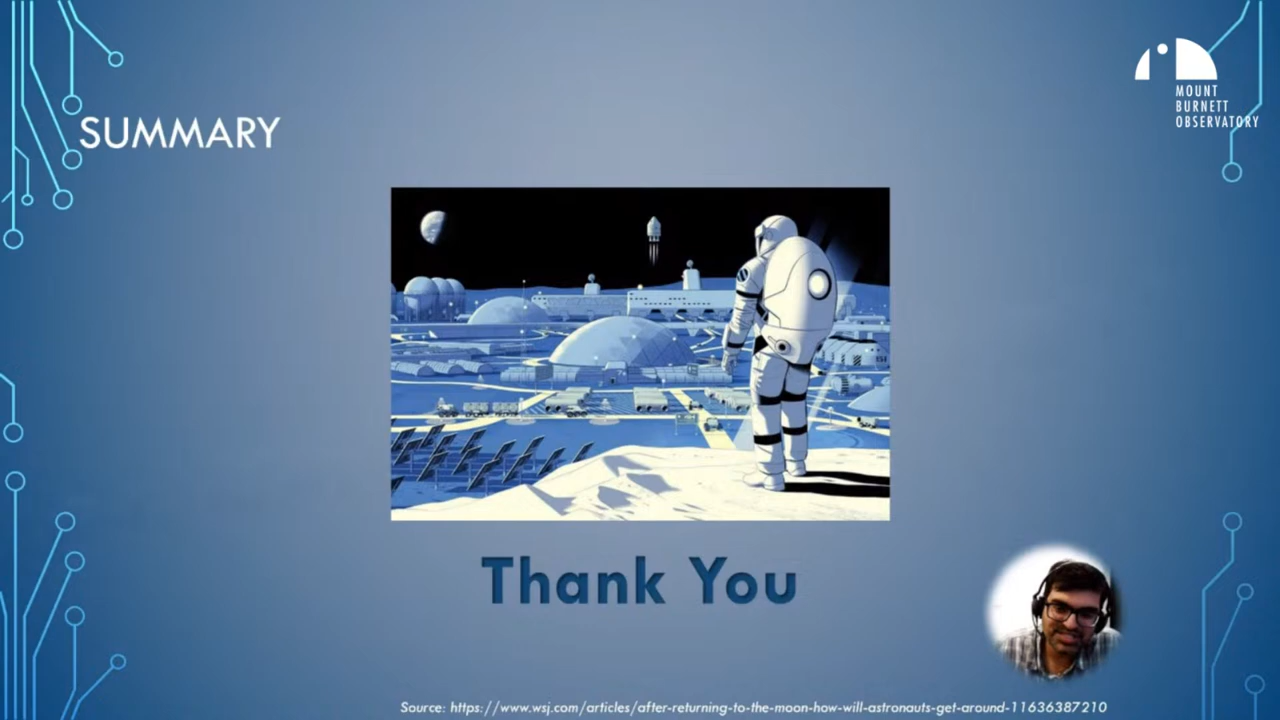 MOUNT
BURNETT
OBSERVATORY
SUMMARY
Thank You
Source: https://www.wsj.com/articles/after-returning-to-the-moon-how-will-astronauts-get-around-11636387210